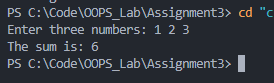 PS C:\Code\OOPS_Lab\Assignment3> cd "c
Enter three numbers: 1 2 3
The sum is: 6
PS C:\Code\OOPS_Lab\Assignment3>